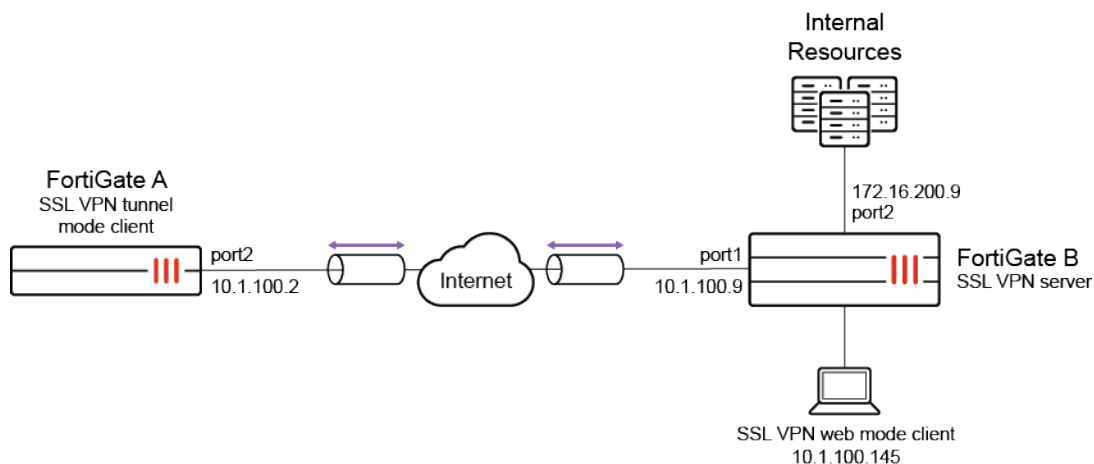 Internal
Resources
172.16.200.9
port2
FortiGate A
SSL VPN tunnel
mode client
port2
10.1.100.2
Internet
port1
10.1.100.9
FortiGate B
SSL VPN server
SSL VPN web mode client
10.1.100.145